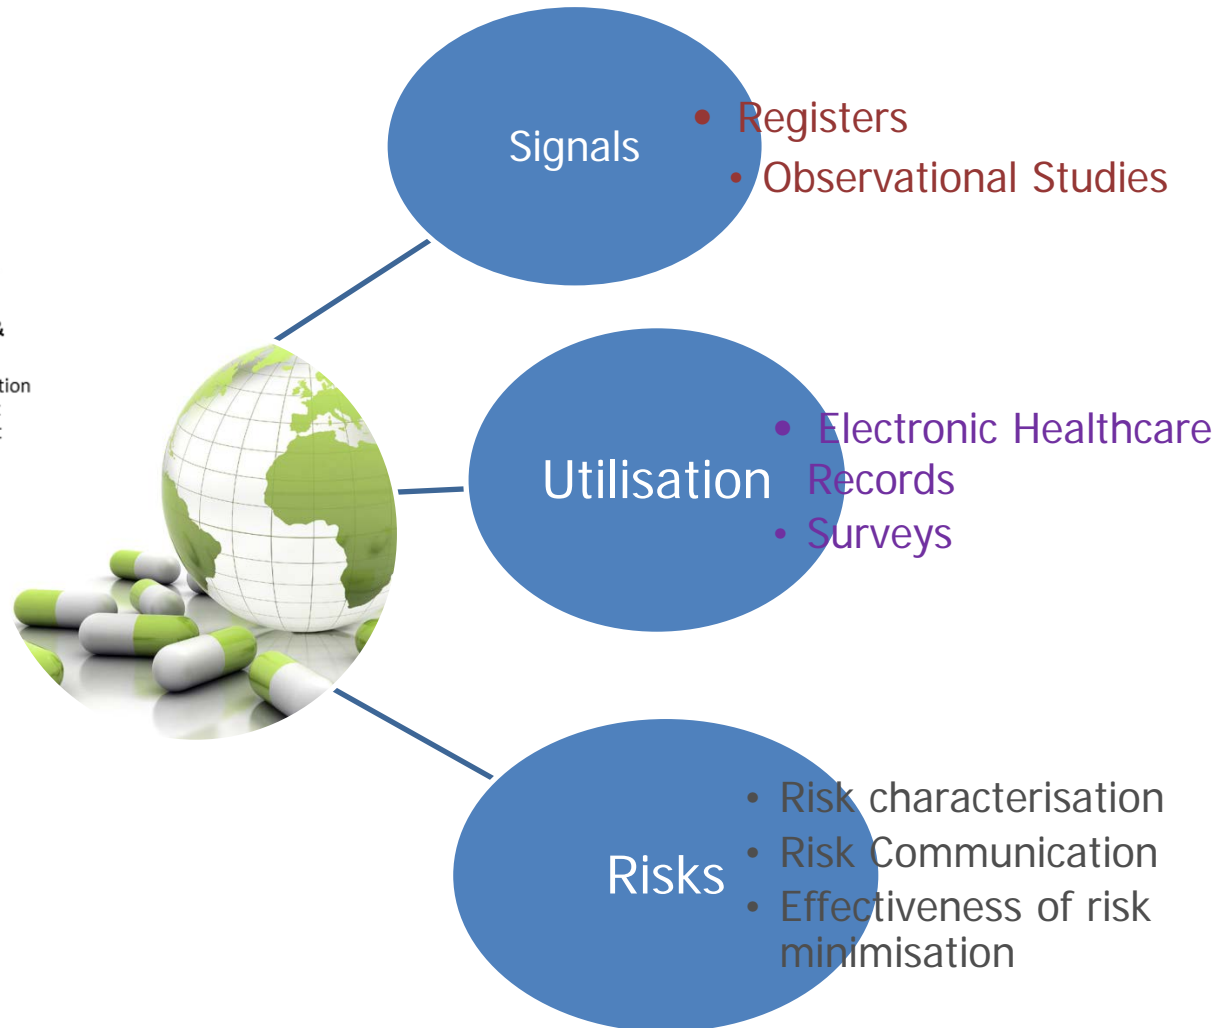 Signals
• Registers
• Observational Studies
&
Utilisation
• Electronic Healthcare
Records
• Surveys
Risks
• Risk characterisation
• Risk Communication
• Effectiveness of risk
minimisation